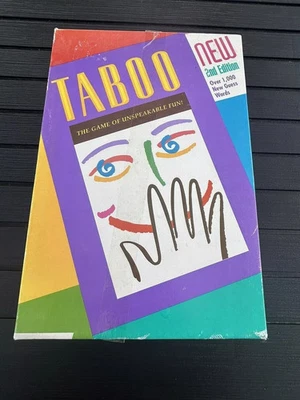 TABOO
THE GAME OF UNSPEAKABLE FUN!
NEW
2nd Edition
Over 1,000
New Guess
Words